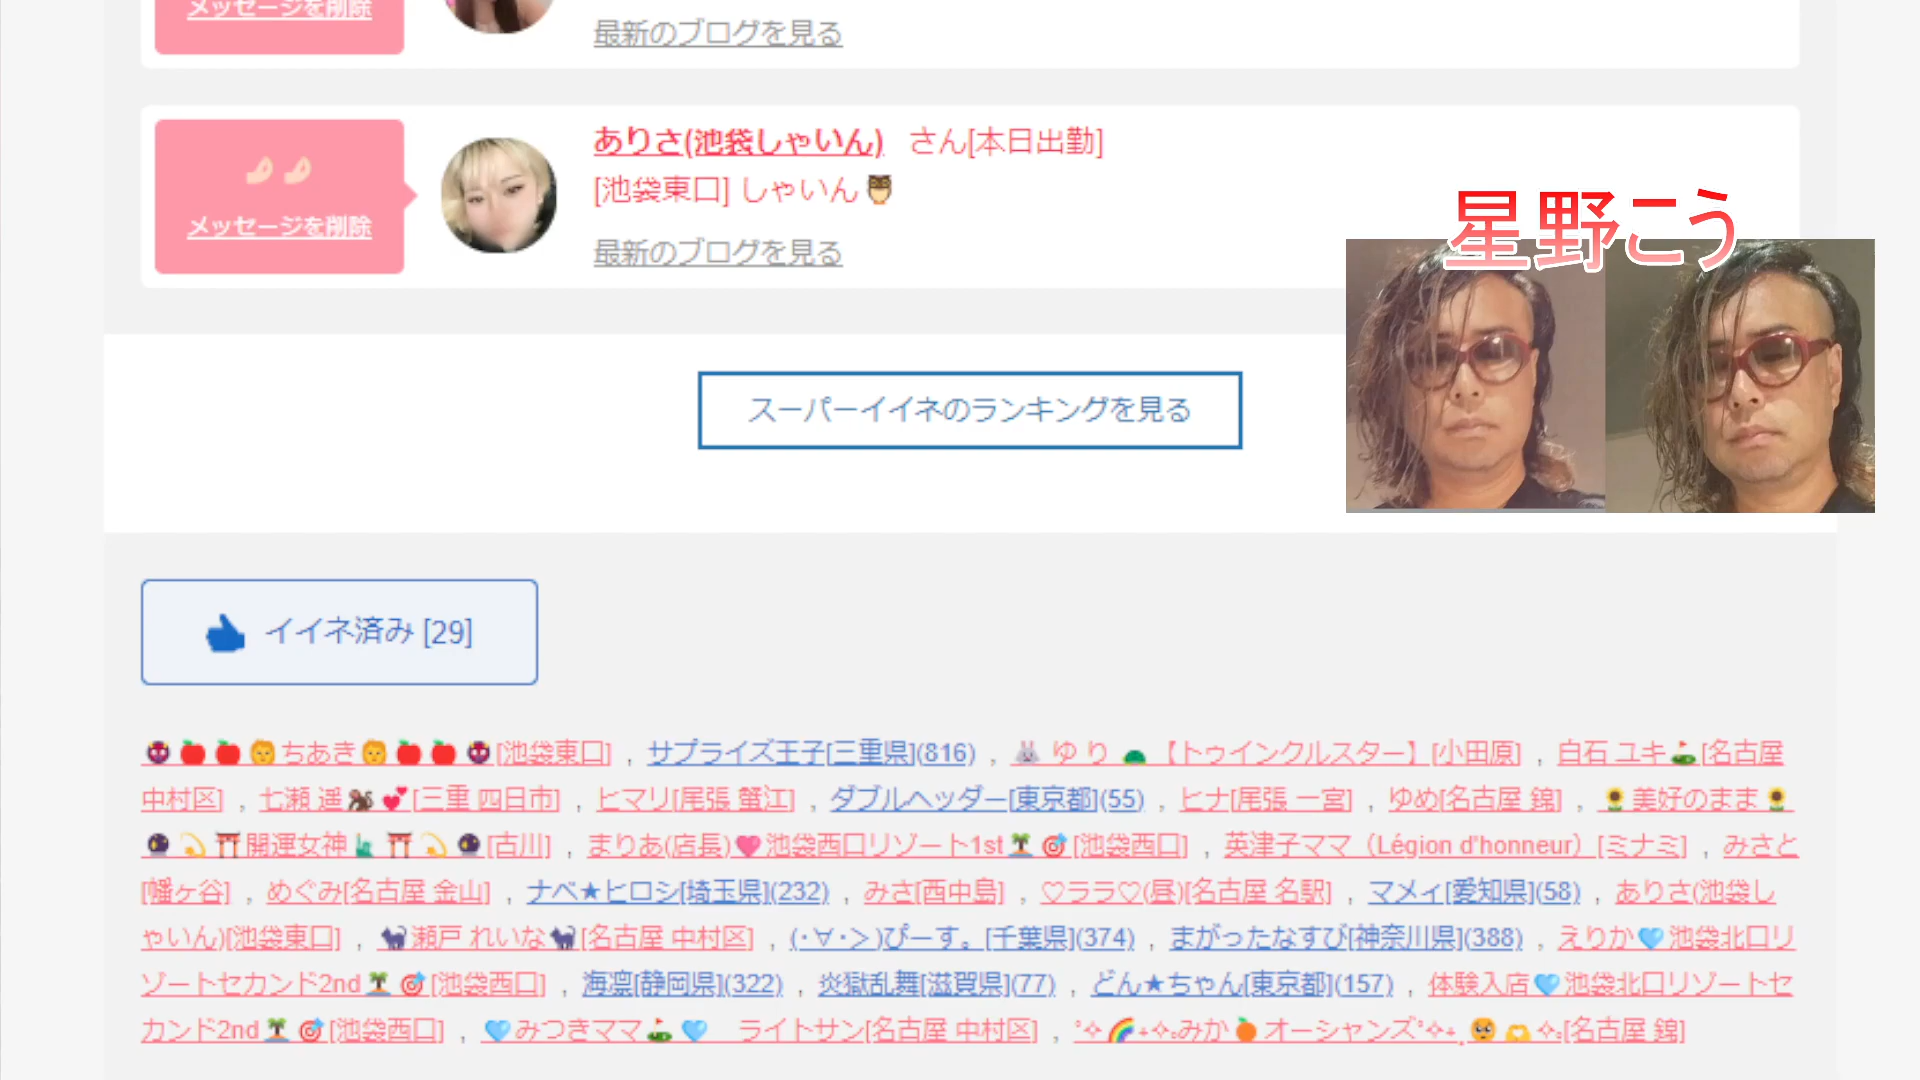 メッセージを削除
最新のブログを見る
ありさ(池袋しゃいん) さん[本日出勤]
[池袋東口] しゃいん🦉
メッセージを削除
最新のブログを見る
星野こう
スーパーイイネのランキングを見る
イイネ済み [29]
ちあき[池袋東口] , サプライズ王子[三重県](816) , ゆ り 【トゥインクルスター】[小田原] , 白石 ユキ⛳[名古屋
中村区] , 七瀬 遥🐒💕[三重 四日市] , ヒマリ[尾張 蟹江] , ダブルヘッダー[東京都](55) , ヒナ[尾張 一宮] , ゆめ[名古屋 錦] , 🌻美好のまま🌻
🔮💫⛩開運女神🗽⛩💫🔮[古川] , まりあ(店長)💗池袋西口リゾート1st🏝🎯[池袋西口] , 英津子ママ（Légion d'honneur）[ミナミ] , みさと
[幡ヶ谷] , めぐみ[名古屋 金山] , ナベ★ヒロシ[埼玉県](232) , みさ[西中島] , ♡ララ♡(昼)[名古屋 名駅] , マメィ[愛知県](58) , ありさ(池袋し
ゃいん)[池袋東口] , 🐈‍⬛瀬戸 れいな🐈‍⬛[名古屋 中村区] , (･∀･＞)ぴーす。[千葉県](374) , まがったなすび[神奈川県](388) , えりか🩵池袋北口リ
ゾートセカンド2nd🏝🎯[池袋西口] , 海凛[静岡県](322) , 炎獄乱舞[滋賀県](77) , どん★ちゃん[東京都](157) , 体験入店🩵池袋北口リゾートセ
カンド2nd🏝🎯[池袋西口] , 🩵みつきママ⛳🩵 ライトサン[名古屋 中村区] , みか🍊オーシャンズ[名古屋 錦]